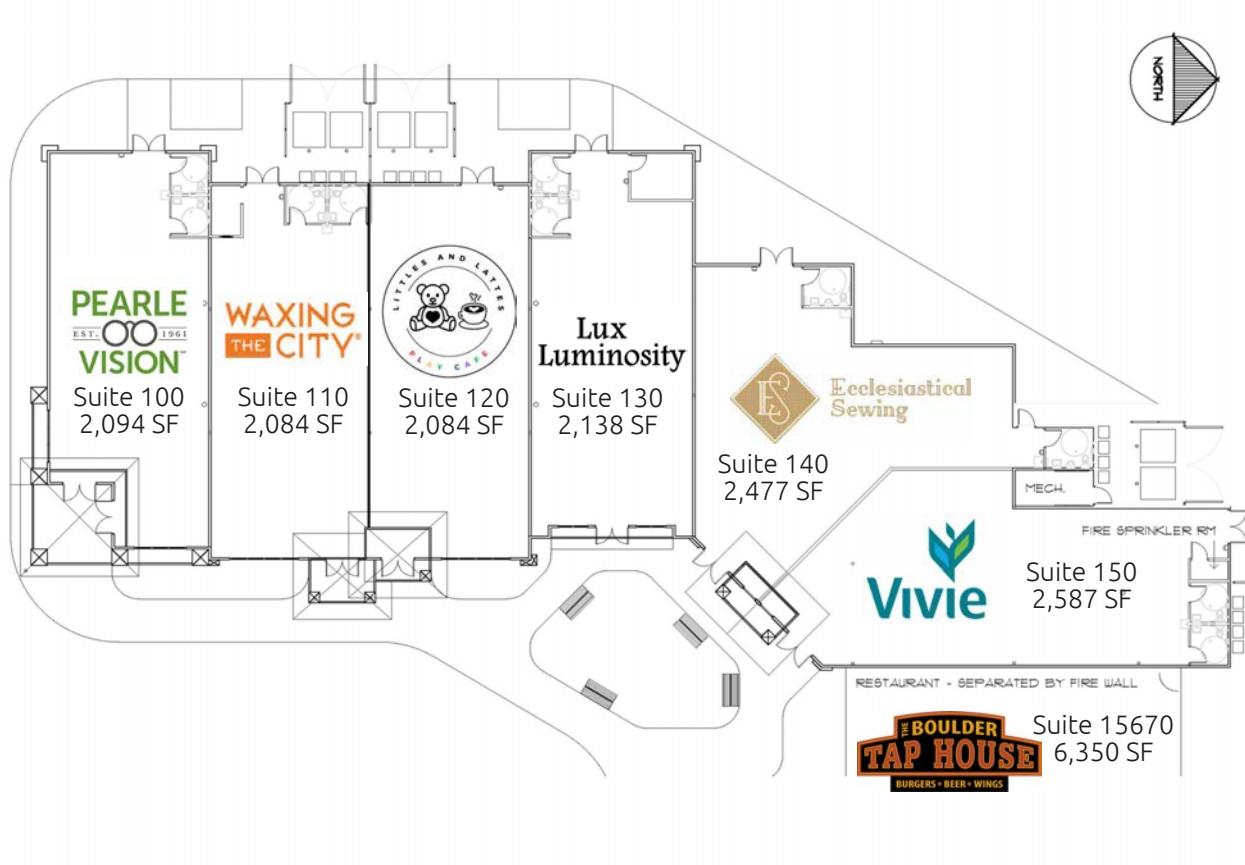 NORTH
PEARLE
EST. 1961
VISION™
Suite 100
2,094 SF
WAXING
THE CITY®
Suite 110
2,084 SF
LITTLES AND LATTES
PLAY CAFE
Suite 120
2,084 SF
Lux
Luminosity
Suite 130
2,138 SF
ES
Ecclesiastical
Sewing
Suite 140
2,477 SF
MECH.
FIRE SPRINKLER RM
Vivie
Suite 150
2,587 SF
RESTAURANT - SEPARATED BY FIRE WALL
THE BOULDER
TAP HOUSE
BURGERS • BEER • WINGS
Suite 15670
6,350 SF